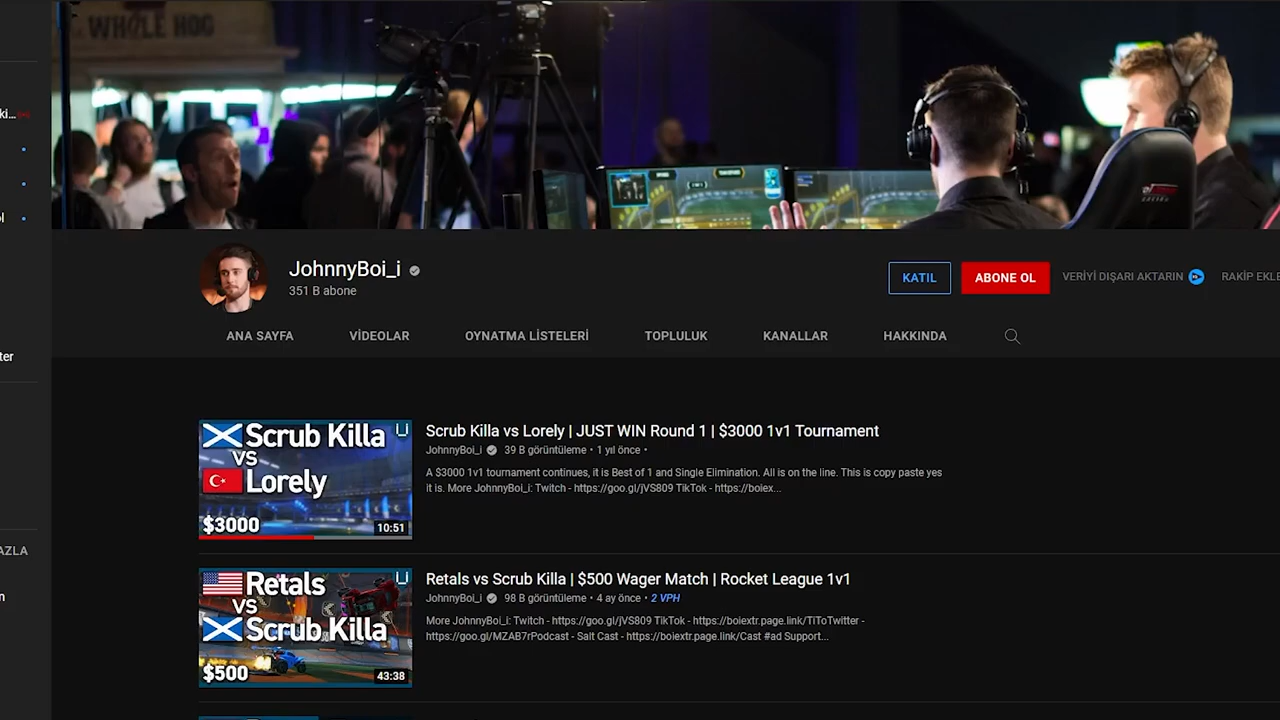 WHOLE HOG
ki...
l
JohnnyBoi_i
351 B abone
KATIL
ABONE OL
VERİYİ DIŞARI AKTARIN
RAKİP EKLE
ANA SAYFA
VİDEOLAR
OYNATMA LİSTELERİ
TOPLULUK
KANALLAR
HAKKINDA
ter
Scrub Killa
VS
Lorely
$3000
10:51
Scrub Killa vs Lorely | JUST WIN Round 1 | $3000 1v1 Tournament
JohnnyBoi_i 39 B görüntüleme • 1 yıl önce •
A $3000 1v1 tournament continues, it is Best of 1 and Single Elimination. All is on the line. This is copy paste yes
it is. More JohnnyBoi_i: Twitch - https://goo.gl/jVS809 TikTok - https://boiex...
AZLA
n
Retals
VS
Scrub Killa
$500
43:38
Retals vs Scrub Killa | $500 Wager Match | Rocket League 1v1
JohnnyBoi_i 98 B görüntüleme • 4 ay önce • 2 VPH
More JohnnyBoi_i: Twitch - https://goo.gl/jVS809 TikTok - https://boiextr.page.link/TiToTwitter -
https://goo.gl/MZAB7rPodcast - Salt Cast - https://boiextr.page.link/Cast #ad Support...